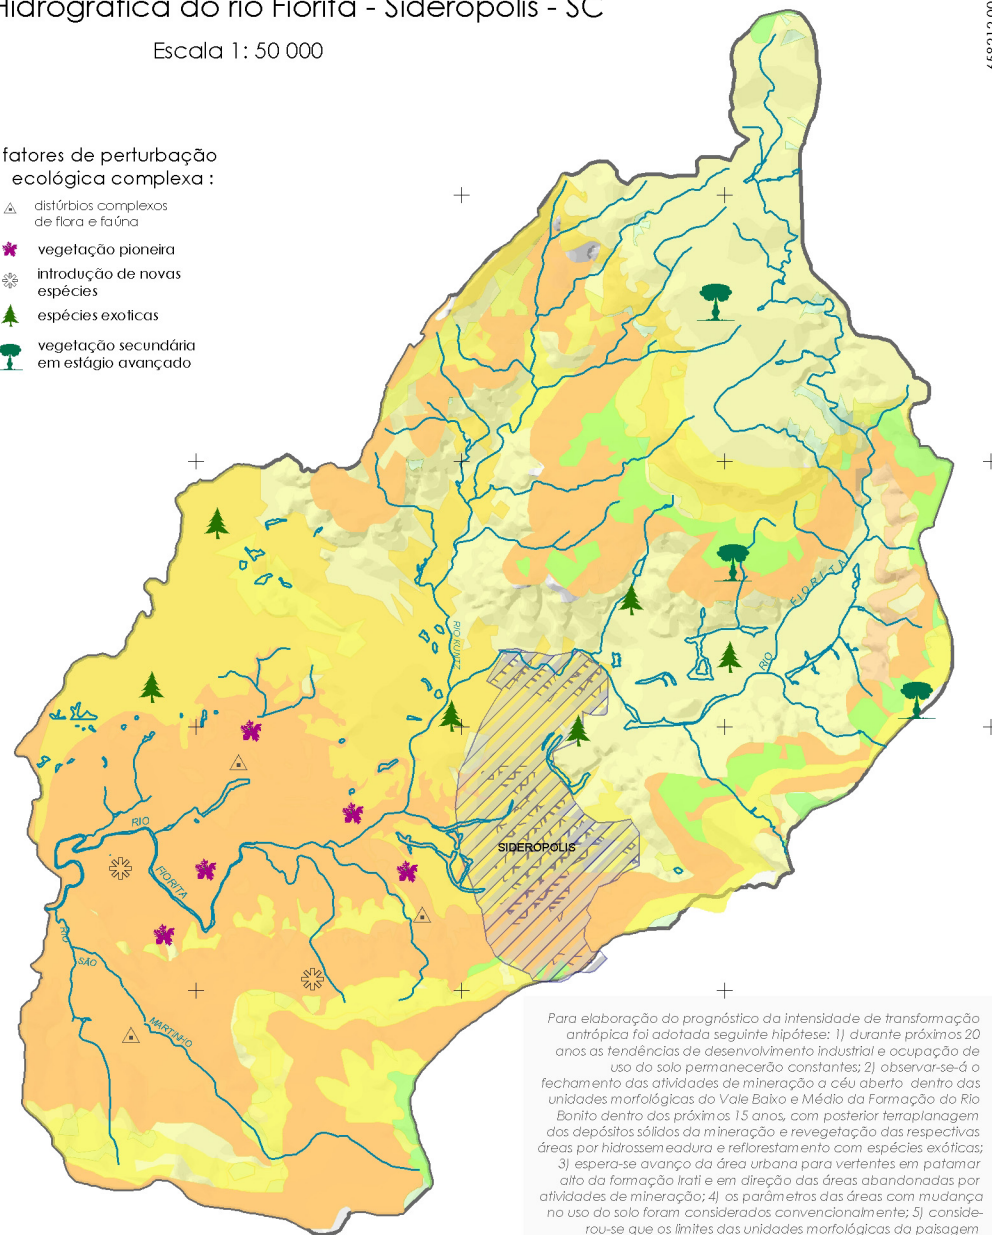 Hidrográfica do rio Fiorita - Siderópolis - SC
Escala 1: 50 000
fatores de perturbação
ecológica complexa :
distúrbios complexos
de flora e faúna
vegetação pioneira
introdução de novas
espécies
espécies exoticas
vegetação secundária
em estágio avançado
RIO KUNTZ
RIO FIORITA
SIDERÓPOLIS
RIO
FIORITA
RIO
SÃO
MARTINHO
Para elaboração do prognóstico da intensidade de transformação
antrópica foi adotada seguinte hipótese: 1) durante próximos 20
anos as tendências de desenvolvimento industrial e ocupação de
uso do solo permanecerão constantes; 2) observar-se-á o
fechamento das atividades de mineração a céu aberto dentro das
unidades morfológicas do Vale Baixo e Médio da Formação do Rio
Bonito dentro dos próximos 15 anos, com posterior terraplanagem
dos depósitos sólidos da mineração e revegetação das respectivas
áreas por hidrossemeadura e reflorestamento com espécies exóticas;
3) espera-se avanço da área urbana para vertentes em patamar
alto da formação Irati e em direção das áreas abandonadas por
atividades de mineração; 4) os parâmetros das áreas com mudança
no uso do solo foram considerados convencionalmente; 5) conside-
rou-se que os limites das unidades morfológicas da paisagem